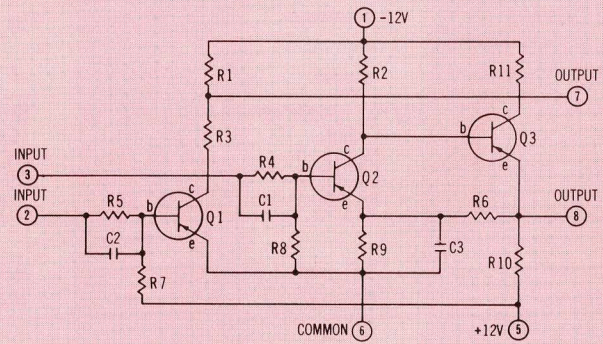 1 -12V
R1
R2
R11
OUTPUT
7
R3
c
c
b
Q3
INPUT
3
R4
b
Q2
e
INPUT
2
R5
c
b
Q1
C1
e
R6
OUTPUT
8
C2
e
R8
R9
C3
R10
R7
COMMON 6
+12V 5